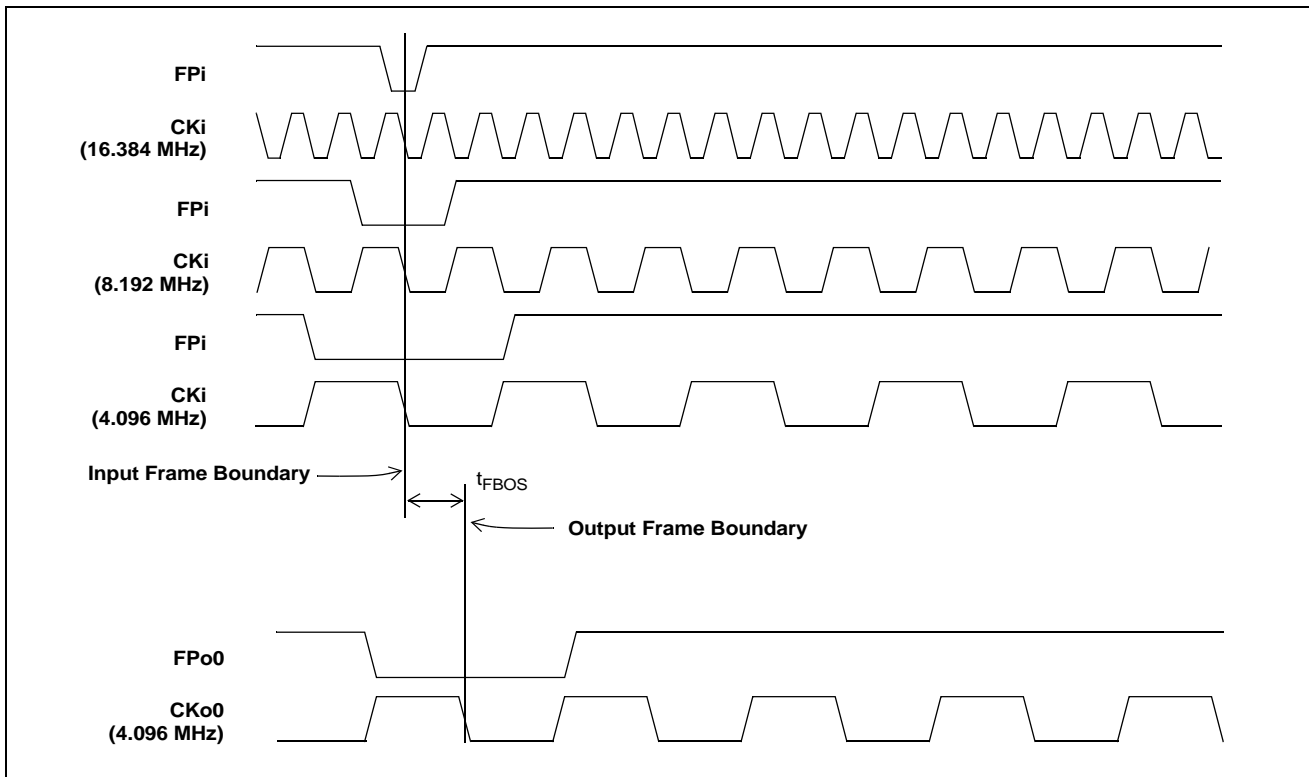 FPi
CKi
(16.384 MHz)
FPi
CKi
(8.192 MHz)
FPi
CKi
(4.096 MHz)
Input Frame Boundary
tFBOS
Output Frame Boundary
FPo0
CKo0
(4.096 MHz)